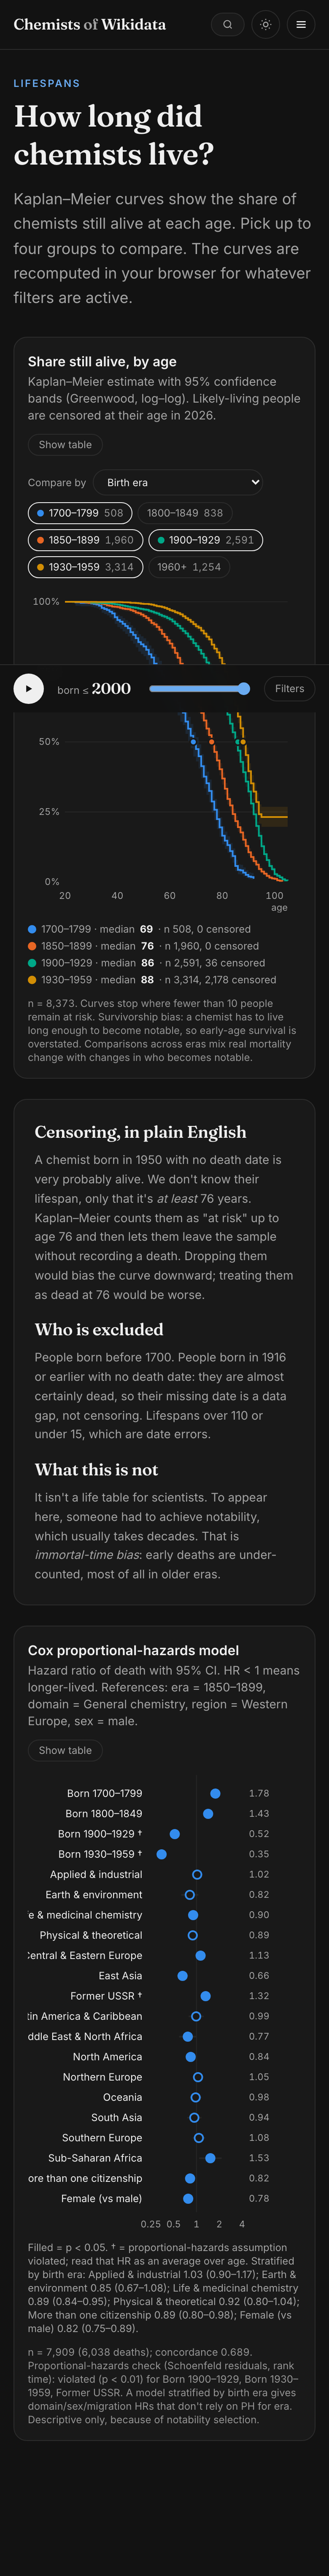 Chemists of Wikidata
LIFESPANS
How long did
chemists live?
Kaplan–Meier curves show the share of
chemists still alive at each age. Pick up to
four groups to compare. The curves are
recomputed in your browser for whatever
filters are active.
Share still alive, by age
Kaplan–Meier estimate with 95% confidence
bands (Greenwood, log–log). Likely-living people
are censored at their age in 2026.
Show table
Compare by Birth era
1700–1799 508 1800–1849 838
1850–1899 1,960 1900–1929 2,591
1930–1959 3,314 1960+ 1,254
100%
born ≤ 2000 Filters
50%
25%
0%
20 40 60 80 100
age
1700–1799 · median 69 · n 508, 0 censored
1850–1899 · median 76 · n 1,960, 0 censored
1900–1929 · median 86 · n 2,591, 36 censored
1930–1959 · median 88 · n 3,314, 2,178 censored
n = 8,373. Curves stop where fewer than 10 people
remain at risk. Survivorship bias: a chemist has to live
long enough to become notable, so early-age survival is
overstated. Comparisons across eras mix real mortality
change with changes in who becomes notable.
Censoring, in plain English
A chemist born in 1950 with no death date is
very probably alive. We don't know their
lifespan, only that it's at least 76 years.
Kaplan–Meier counts them as "at risk" up to
age 76 and then lets them leave the sample
without recording a death. Dropping them
would bias the curve downward; treating them
as dead at 76 would be worse.
Who is excluded
People born before 1700. People born in 1916
or earlier with no death date: they are almost
certainly dead, so their missing date is a data
gap, not censoring. Lifespans over 110 or
under 15, which are date errors.
What this is not
It isn't a life table for scientists. To appear
here, someone had to achieve notability,
which usually takes decades. That is
immortal-time bias: early deaths are under-
counted, most of all in older eras.
Cox proportional-hazards model
Hazard ratio of death with 95% CI. HR < 1 means
longer-lived. References: era = 1850–1899,
domain = General chemistry, region = Western
Europe, sex = male.
Show table
Born 1700–1799 1.78
Born 1800–1849 1.43
Born 1900–1929 † 0.52
Born 1930–1959 † 0.35
Applied & industrial 1.02
Earth & environment 0.82
e & medicinal chemistry 0.90
Physical & theoretical 0.89
Central & Eastern Europe 1.13
East Asia 0.66
Former USSR † 1.32
tin America & Caribbean 0.99
ddle East & North Africa 0.77
North America 0.84
Northern Europe 1.05
Oceania 0.98
South Asia 0.94
Southern Europe 1.08
Sub-Saharan Africa 1.53
ore than one citizenship 0.82
Female (vs male) 0.78
0.25 0.5 1 2 4
Filled = p < 0.05. † = proportional-hazards assumption
violated; read that HR as an average over age. Stratified
by birth era: Applied & industrial 1.03 (0.90–1.17); Earth &
environment 0.85 (0.67–1.08); Life & medicinal chemistry
0.89 (0.84–0.95); Physical & theoretical 0.92 (0.80–1.04);
More than one citizenship 0.89 (0.80–0.98); Female (vs
male) 0.82 (0.75–0.89).
n = 7,909 (6,038 deaths); concordance 0.689.
Proportional-hazards check (Schoenfeld residuals, rank
time): violated (p < 0.01) for Born 1900–1929, Born 1930–
1959, Former USSR. A model stratified by birth era gives
domain/sex/migration HRs that don't rely on PH for era.
Descriptive only, because of notability selection.